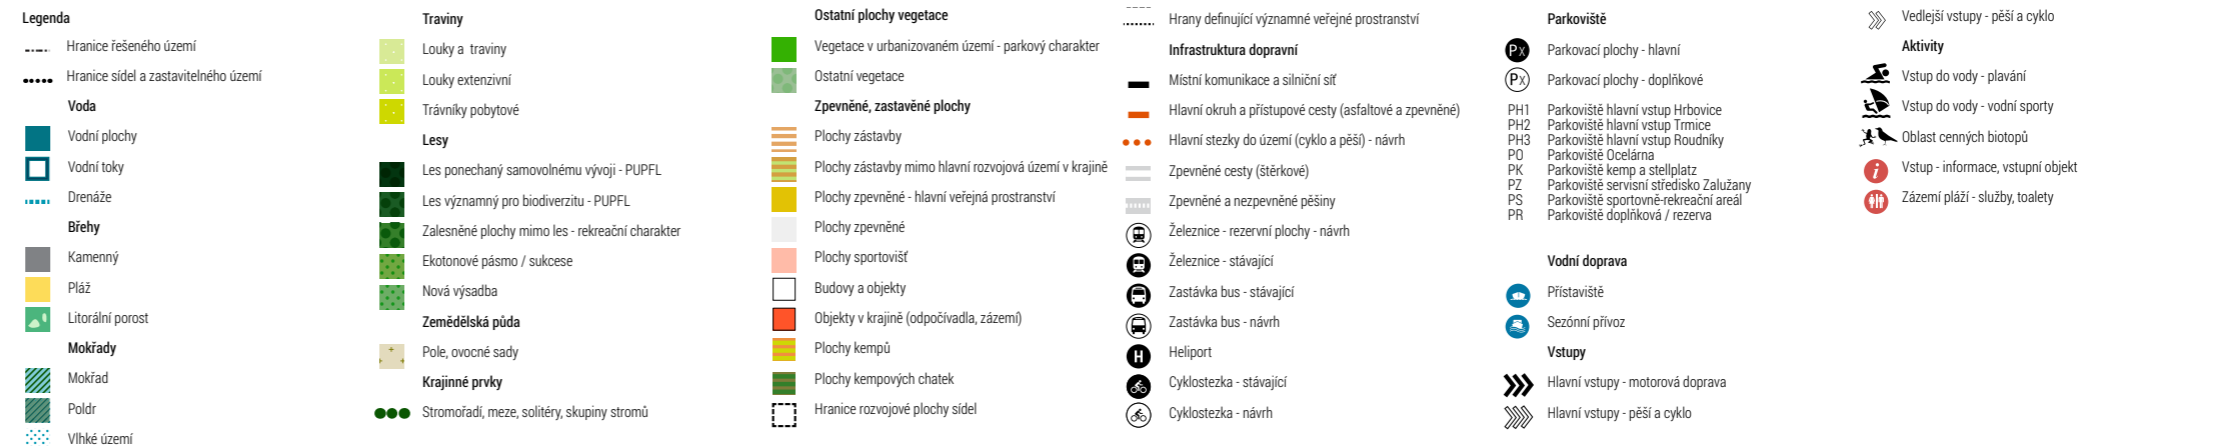 Legenda
Hranice řešeného území
Hranice sídel a zastavitelného území
Voda
Vodní plochy
Vodní toky
Drenáže
Břehy
Kamenný
Pláž
Litorální porost
Mokřady
Mokřad
Poldr
Vlhké území
Traviny
Louky a traviny
Louky extenzivní
Trávníky pobytové
Lesy
Les ponechaný samovolnému vývoji - PUPFL
Les významný pro biodiverzitu - PUPFL
Zalesněné plochy mimo les - rekreační charakter
Ekotonové pásmo / sukcese
Nová výsadba
Zemědělská půda
Pole, ovocné sady
Krajinné prvky
Stromořadí, meze, solitéry, skupiny stromů
Ostatní plochy vegetace
Vegetace v urbanizovaném území - parkový charakter
Ostatní vegetace
Zpevněné, zastavěné plochy
Plochy zástavby
Plochy zástavby mimo hlavní rozvojová území v krajině
Plochy zpevněné - hlavní veřejná prostranství
Plochy zpevněné
Plochy sportovišť
Budovy a objekty
Objekty v krajině (odpočívadla, zázemí)
Plochy kempů
Plochy kempových chatek
Hranice rozvojové plochy sídel
Hrany definující významné veřejné prostranství
Infrastruktura dopravní
Místní komunikace a silniční síť
Hlavní okruh a přístupové cesty (asfaltové a zpevněné)
Hlavní stezky do území (cyklo a pěší) - návrh
Zpevněné cesty (štěrkové)
Zpevněné a nezpevněné pěšiny
Železnice - rezervní plochy - návrh
Železnice - stávající
Zastávka bus - stávající
Zastávka bus - návrh
H Heliport
Cyklostezka - stávající
Cyklostezka - návrh
Parkoviště
Px Parkovací plochy - hlavní
Px Parkovací plochy - doplňkové
PH1 Parkoviště hlavní vstup Hrbovice
PH2 Parkoviště hlavní vstup Trmice
PH3 Parkoviště hlavní vstup Roudníky
PO Parkoviště Ocelárna
PK Parkoviště kemp a stellplatz
PZ Parkoviště servisní středisko Zalužany
PS Parkoviště sportovně-rekreační areál
PR Parkoviště doplňková / rezerva
Vodní doprava
Přístaviště
Sezónní přívoz
Vstupy
Hlavní vstupy - motorová doprava
Hlavní vstupy - pěší a cyklo
Vedlejší vstupy - pěší a cyklo
Aktivity
Vstup do vody - plavání
Vstup do vody - vodní sporty
Oblast cenných biotopů
i Vstup - informace, vstupní objekt
Zázemí pláží - služby, toalety